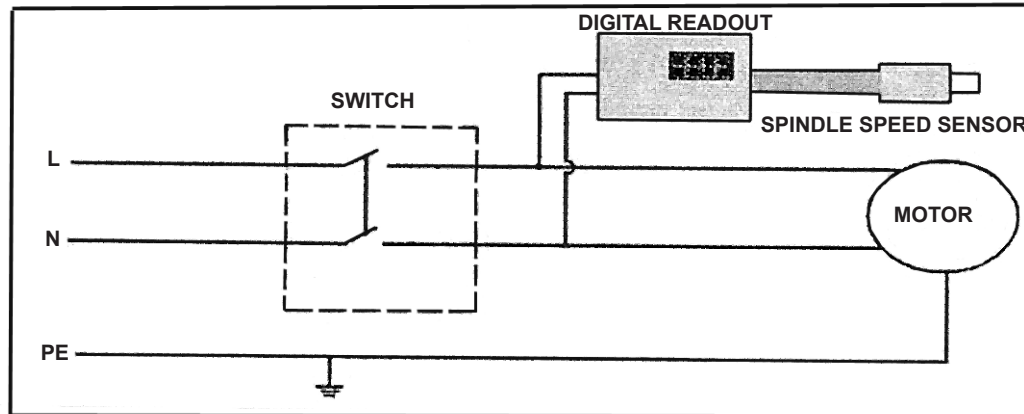 DIGITAL READOUT
SWITCH
SPINDLE SPEED SENSOR
L
MOTOR
N
PE